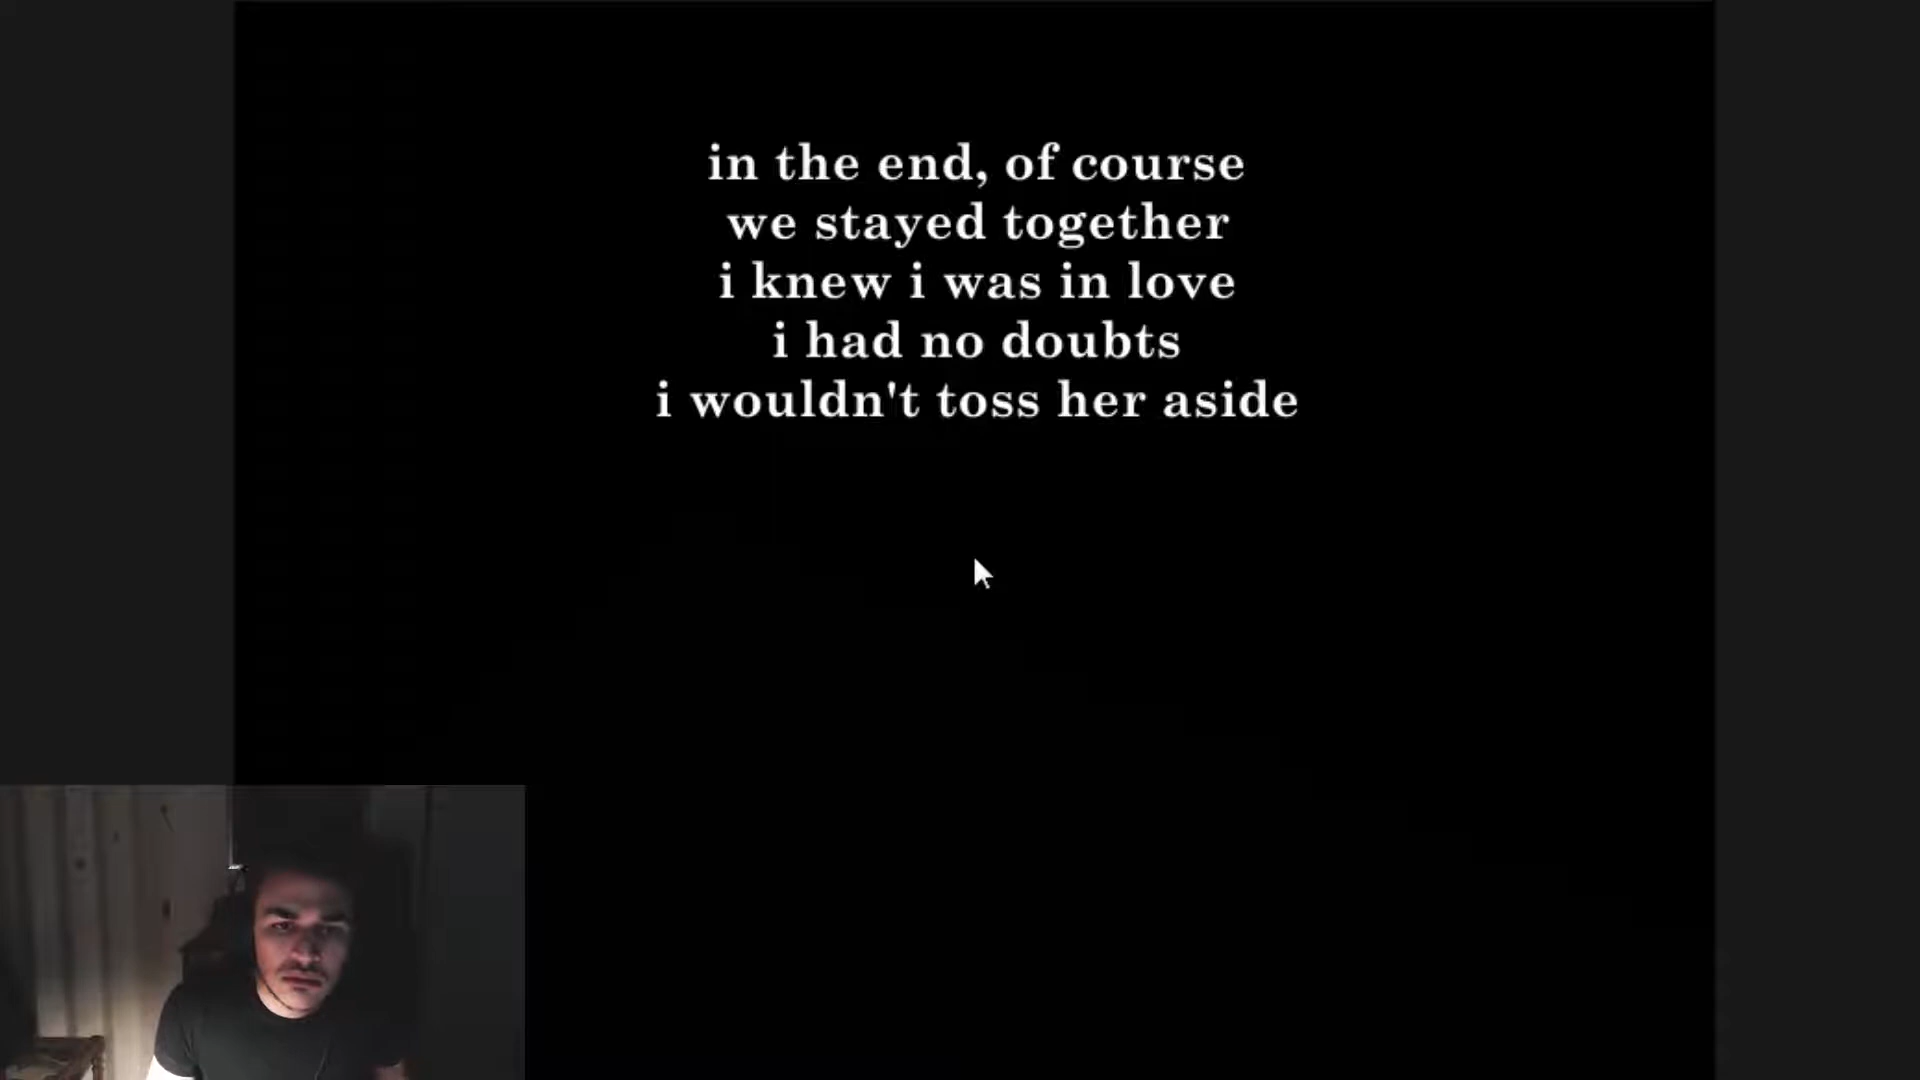 in the end, of course
we stayed together
i knew i was in love
i had no doubts
i wouldn't toss her aside